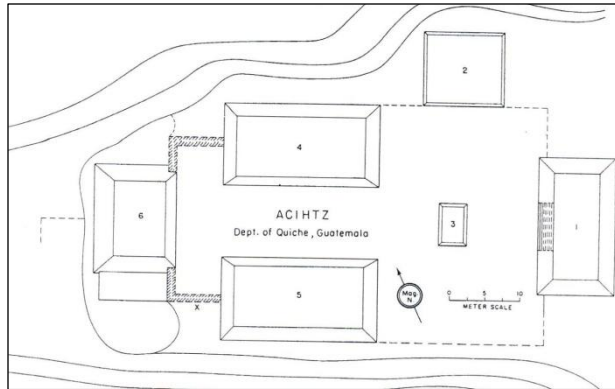 2
4
6
ACIHTZ
Dept. of Quiche, Guatemala
3
1
5
X
Mag.
N
0 5 10
METER SCALE